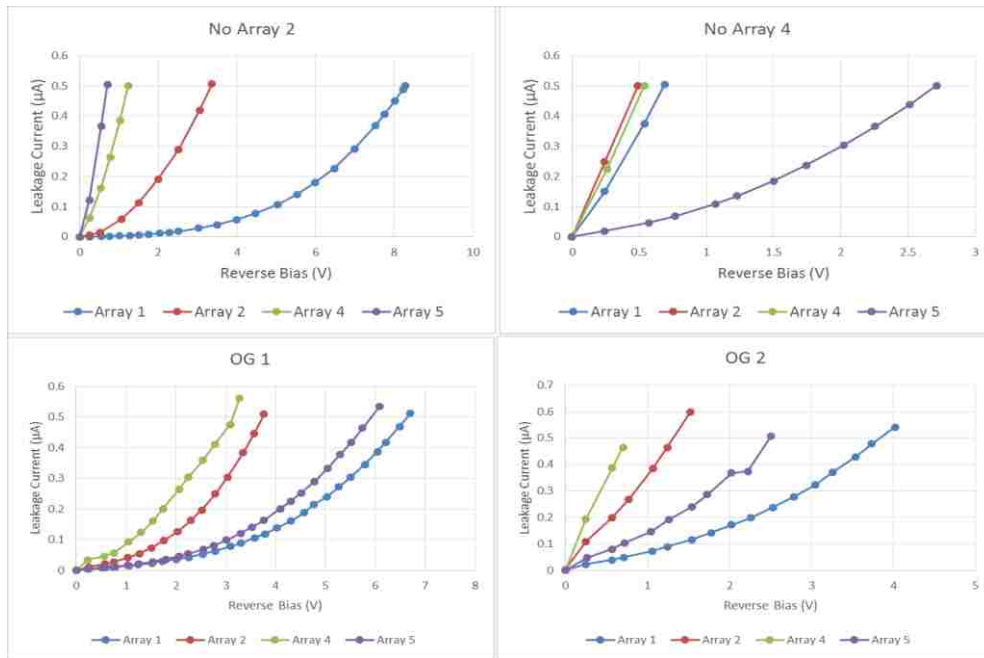 No Array 2
0.6
0.5
0.4
0.3
0.2
0.1
0
Leakage Current (µA)
0 2 4 6 8 10
Reverse Bias (V)
Array 1 Array 2 Array 4 Array 5
No Array 4
0.6
0.5
0.4
0.3
0.2
0.1
0
Leakage Current (µA)
0 0.5 1 1.5 2 2.5 3
Reverse Bias (V)
Array 1 Array 2 Array 4 Array 5
OG 1
0.6
0.5
0.4
0.3
0.2
0.1
0
Leakage Current (µA)
0 1 2 3 4 5 6 7 8
Reverse Bias (V)
Array 1 Array 2 Array 4 Array 5
OG 2
0.7
0.6
0.5
0.4
0.3
0.2
0.1
0
Leakage Current (µA)
0 1 2 3 4 5
Reverse Bias (V)
Array 1 Array 2 Array 4 Array 5